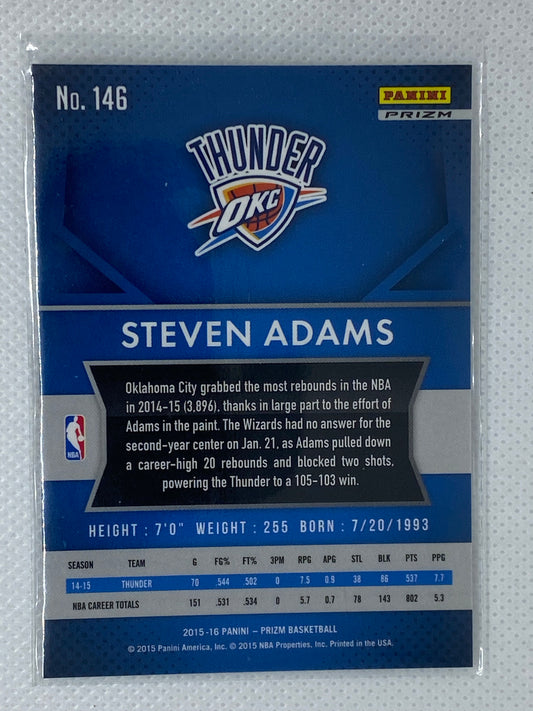 No. 146
PANINI
PRIZM
THUNDER
OKC
STEVEN ADAMS
Oklahoma City grabbed the most rebounds in the NBA
in 2014-15 (3,896), thanks in large part to the effort of
Adams in the paint. The Wizards had no answer for the
second-year center on Jan. 21, as Adams pulled down
a career-high 20 rebounds and blocked two shots,
powering the Thunder to a 105-103 win.
NBA
HEIGHT : 7'0" WEIGHT : 255 BORN : 7/20/1993
SEASON TEAM G FG% FT% 3PM RPG APG STL BLK PTS PPG
14-15 THUNDER 70 .544 .502 0 7.5 0.9 38 86 537 7.7
NBA CAREER TOTALS 151 .531 .534 0 5.7 0.7 78 143 802 5.3
2015-16 PANINI – PRIZM BASKETBALL
© 2015 Panini America, Inc. © 2015 NBA Properties, Inc. Printed in the USA.